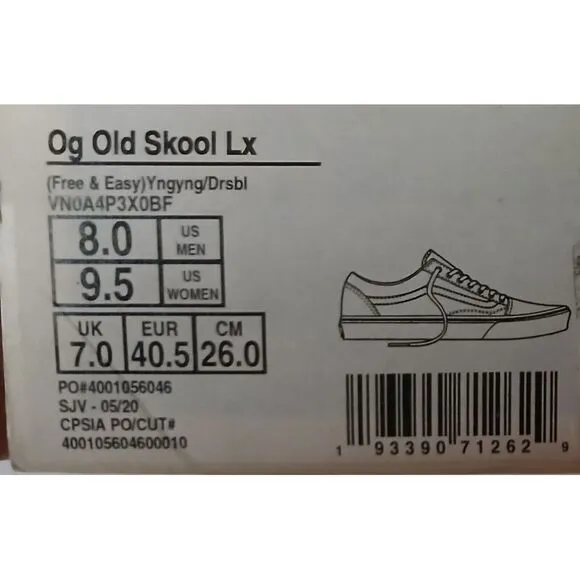 Og Old Skool Lx
(Free & Easy)Yngyng/Drsbl
VN0A4P3X0BF
8.0 US MEN
9.5 US WOMEN
UK 7.0 EUR 40.5 CM 26.0
PO#4001056046
SJV - 05/20
CPSIA PO/CUT#
400105604600010
1 93390 71262 9